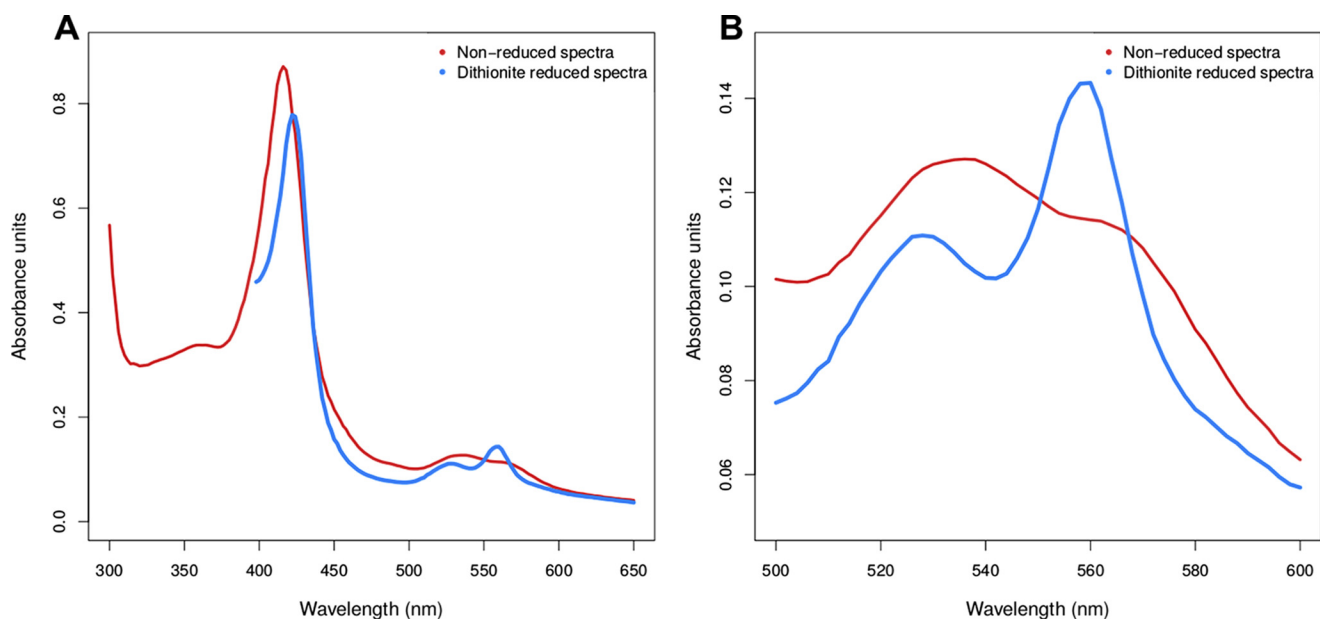 A
Non−reduced spectra
Dithionite reduced spectra
0.8
0.6
0.4
0.2
0.0
Absorbance units
300 350 400 450 500 550 600 650
Wavelength (nm)
B
Non−reduced spectra
Dithionite reduced spectra
0.14
0.12
0.10
0.08
0.06
Absorbance units
500 520 540 560 580 600
Wavelength (nm)